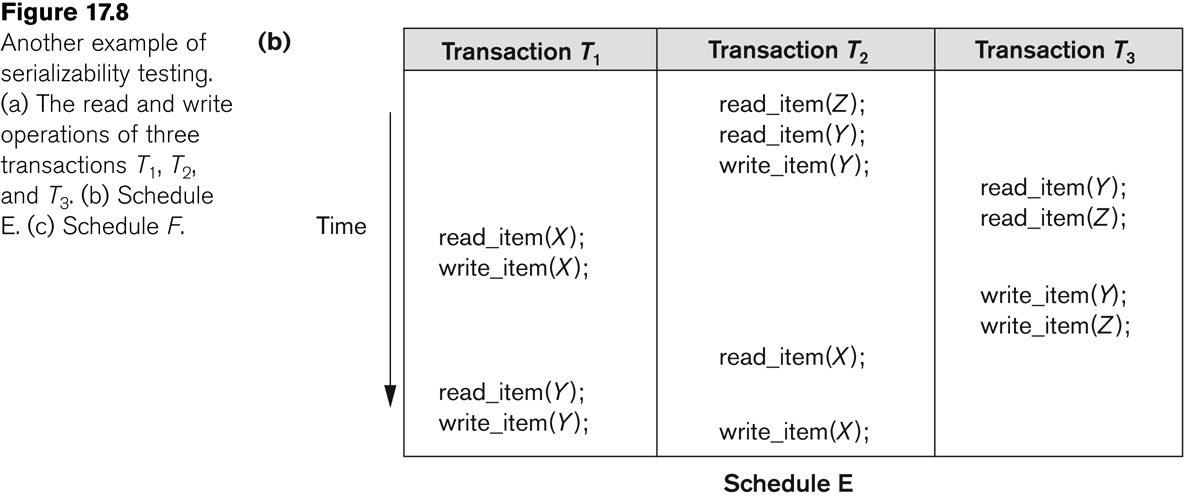 Figure 17.8
Another example of
serializability testing.
(a) The read and write
operations of three
transactions T1, T2,
and T3. (b) Schedule
E. (c) Schedule F.
(b)
Transaction T1 Transaction T2 Transaction T3
read_item(Z);
read_item(Y);
write_item(Y);
read_item(Y);
read_item(Z);
Time
read_item(X);
write_item(X);
write_item(Y);
write_item(Z);
read_item(X);
read_item(Y);
write_item(Y);
write_item(X);
Schedule E